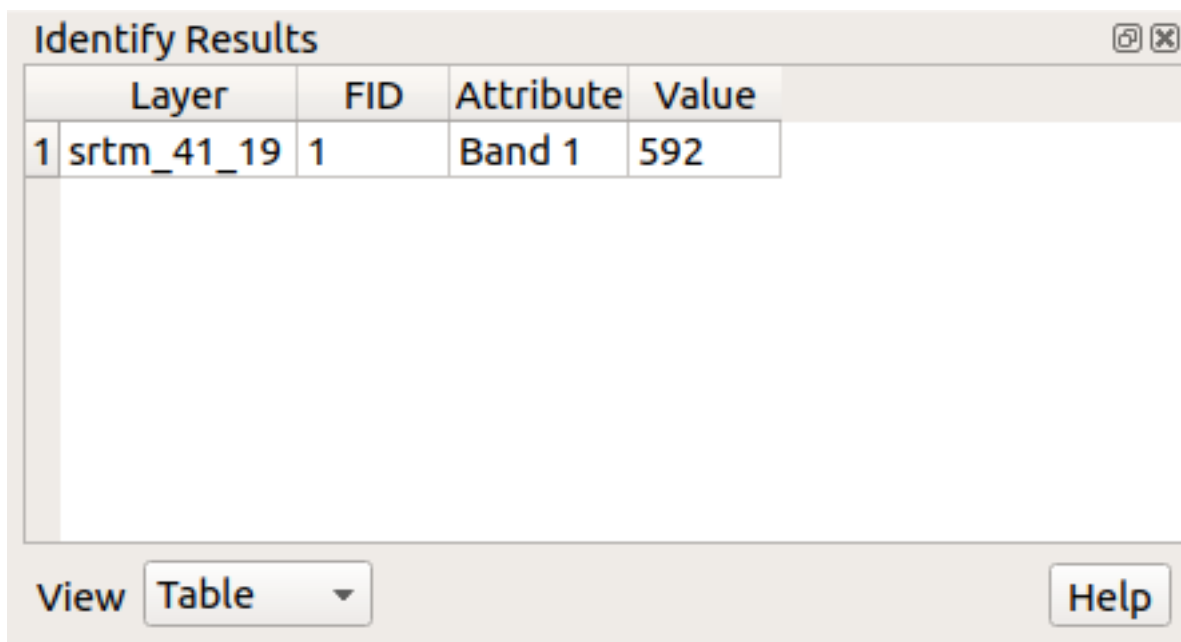 Identify Results
Layer FID Attribute Value
1 srtm_41_19 1 Band 1 592
View Table Help